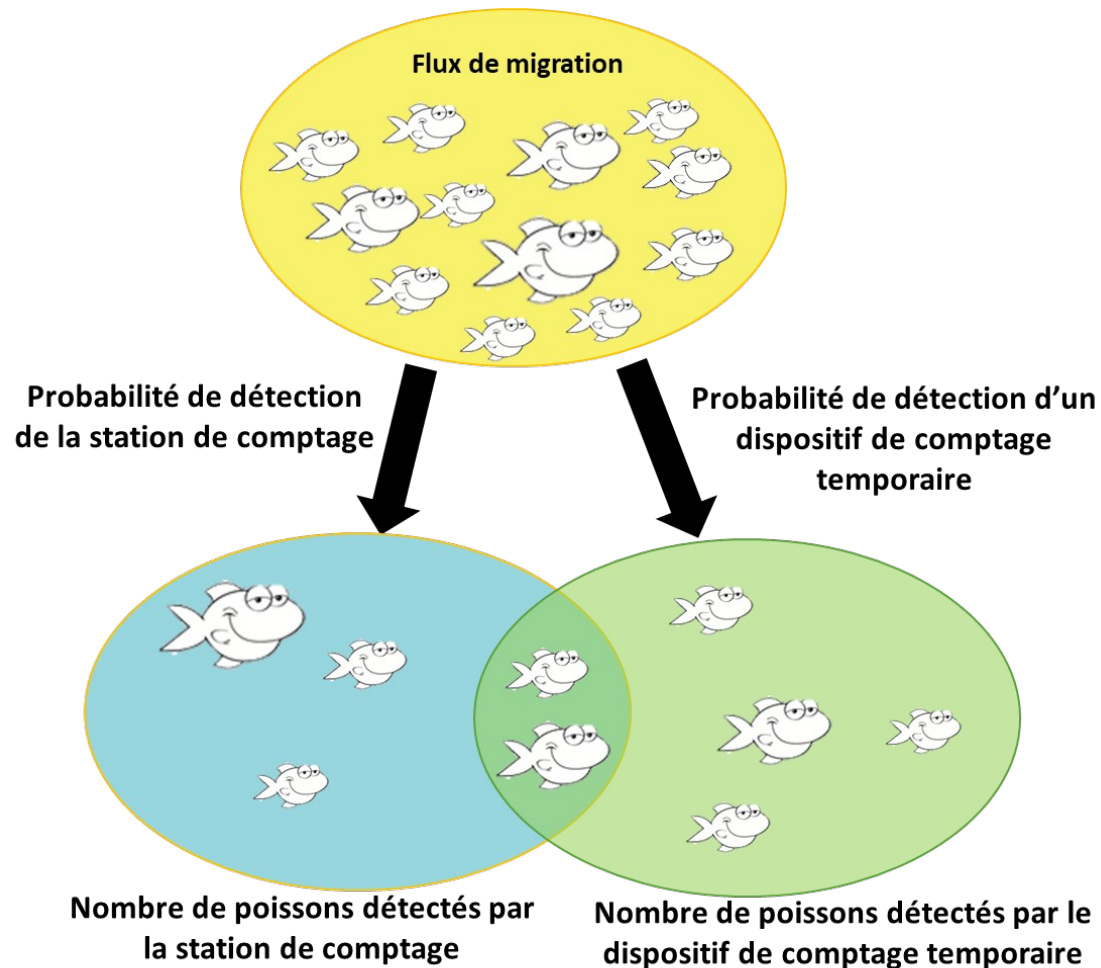 Flux de migration
Probabilité de détection
de la station de comptage
Probabilité de détection d’un
dispositif de comptage
temporaire
Nombre de poissons détectés par
la station de comptage
Nombre de poissons détectés par le
dispositif de comptage temporaire